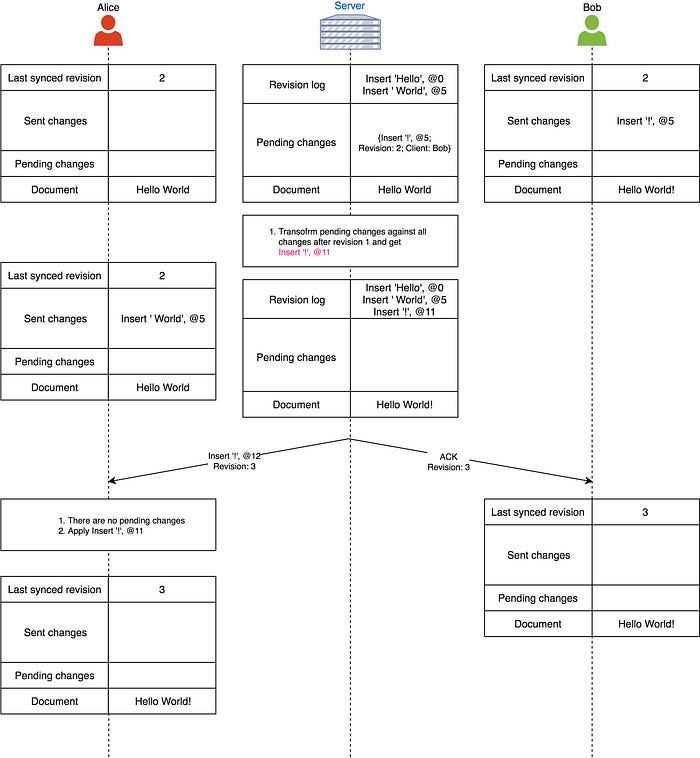 Alice
Server
Bob
Last synced revision 2
Sent changes
Pending changes
Document Hello World
Revision log Insert 'Hello', @0
Insert ' World', @5
Pending changes {Insert '!', @5;
Revision: 2; Client: Bob}
Document Hello World
Last synced revision 2
Sent changes Insert '!', @5
Pending changes
Document Hello World!
1. Transofrm pending changes against all
changes after revision 1 and get
Insert '!', @11
Last synced revision 2
Sent changes Insert ' World', @5
Pending changes
Document Hello World
Revision log Insert 'Hello', @0
Insert ' World', @5
Insert '!', @11
Pending changes
Document Hello World!
Insert '!', @12
Revision: 3
ACK
Revision: 3
1. There are no pending changes
2. Apply Insert '!', @11
Last synced revision 3
Sent changes
Pending changes
Document Hello World!
Last synced revision 3
Sent changes
Pending changes
Document Hello World!